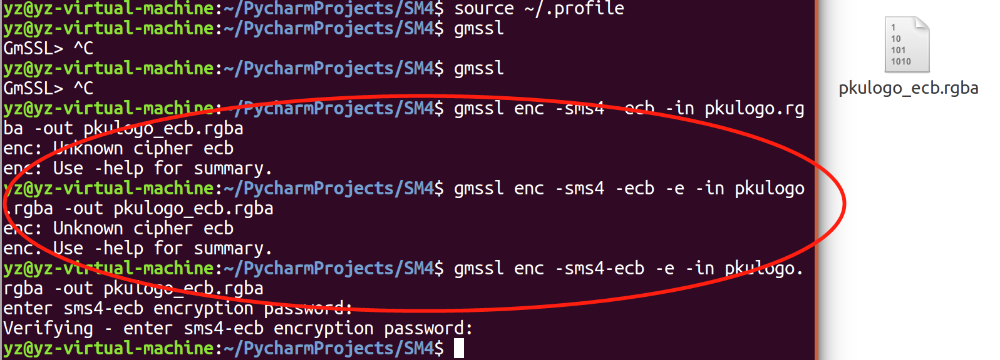 yz@yz-virtual-machine:~/PycharmProjects/SM4$ source ~/.profile
yz@yz-virtual-machine:~/PycharmProjects/SM4$ gmssl
GmSSL> ^C
yz@yz-virtual-machine:~/PycharmProjects/SM4$ gmssl
GmSSL> ^C
yz@yz-virtual-machine:~/PycharmProjects/SM4$ gmssl enc -sms4 -ecb -in pkulogo.rg
ba -out pkulogo_ecb.rgba
enc: Unknown cipher ecb
enc: Use -help for summary.
yz@yz-virtual-machine:~/PycharmProjects/SM4$ gmssl enc -sms4 -ecb -e -in pkulogo
.rgba -out pkulogo_ecb.rgba
enc: Unknown cipher ecb
enc: Use -help for summary.
yz@yz-virtual-machine:~/PycharmProjects/SM4$ gmssl enc -sms4-ecb -e -in pkulogo.
rgba -out pkulogo_ecb.rgba
enter sms4-ecb encryption password:
Verifying - enter sms4-ecb encryption password:
yz@yz-virtual-machine:~/PycharmProjects/SM4$
1
10
101
1010
pkulogo_ecb.rgba